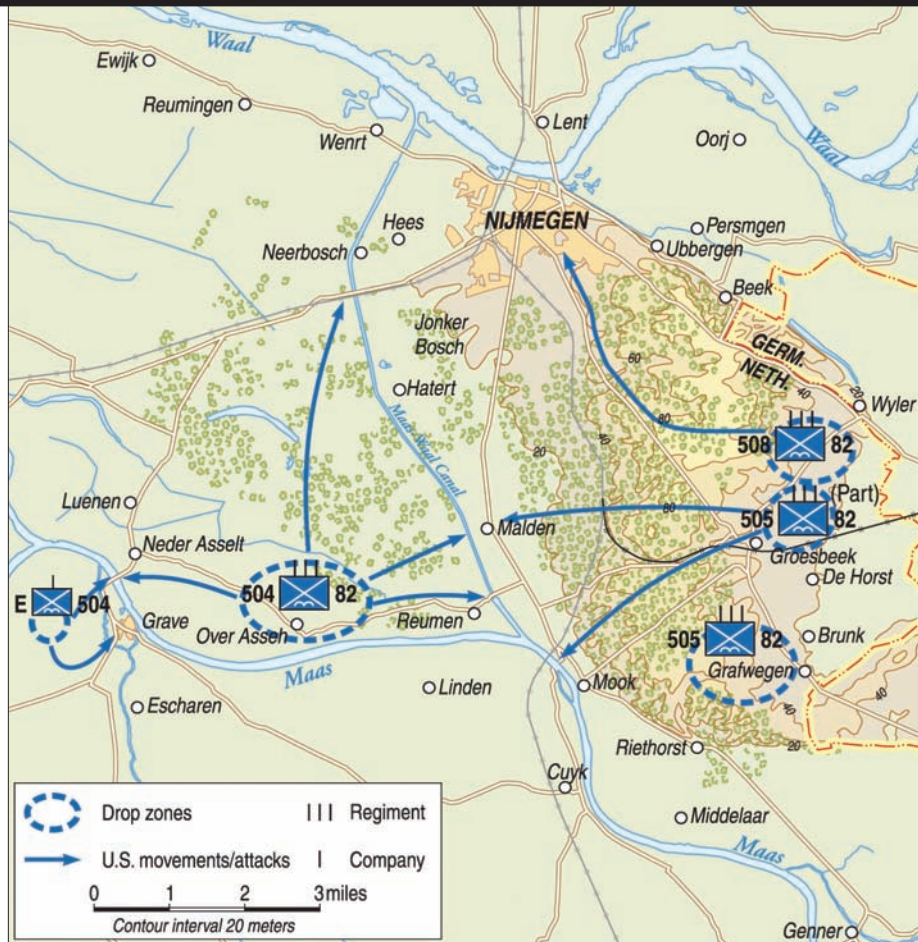 Waal
Ewijk
Reumingen
Wenrt
Lent
Oorj
Waal
NIJMEGEN
Hees
Neerbosch
Persmgen
Ubbergen
Beek
Jonker
Bosch
GERM.
NETH.
60
40
20
Hatert
Wyler
Maas-Waal Canal
80
508 82
20
40
(Part)
Luenen
80
505 82
Malden
Groesbeek
Neder Asselt
De Horst
E 504
504 82
Grave
Over Asseh
Reumen
505 82
Brunk
Grafwegen
Maas
Linden
Mook
40
40
Escharen
20
Riethorst
Cuyk
Middelaar
Maas
Genner
Drop zones
Regiment
U.S. movements/attacks
Company
0 1 2 3 miles
Contour interval 20 meters